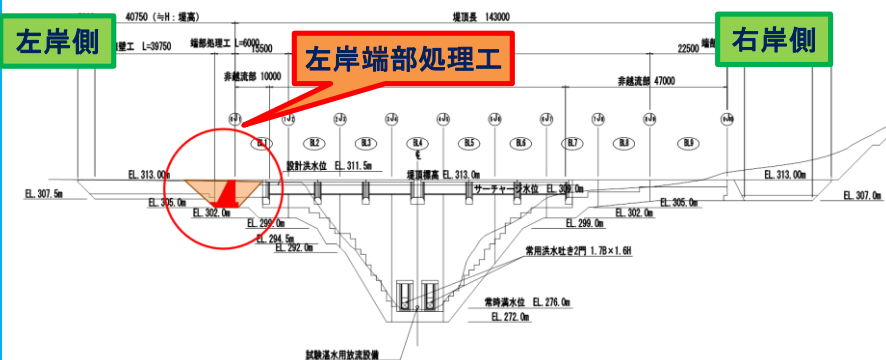 40750 (≒H:堤高)
堤頂長 143000
左岸側
右岸側
壁工 L=39750
端部処理工 L=6000
15500
左岸端部処理工
22500
端部
非越流部 10000
非越流部 47000
BL1
BL2
BL3
BL4
BL5
BL6
BL7
BL8
BL9
設計洪水位 EL.311.5m
EL.313.00m
堤頂標高 EL.313.0m
EL.313.00m
サーチャージ水位 EL.309.0m
EL.307.5m
EL.307.0m
EL.305.0m
EL.305.0m
EL.302.0m
EL.302.0m
EL.299.0m
EL.299.0m
EL.294.5m
EL.292.0m
常用洪水吐き2門 1.7B×1.6H
常時満水位 EL.276.0m
EL.272.0m
試験湛水用放流設備